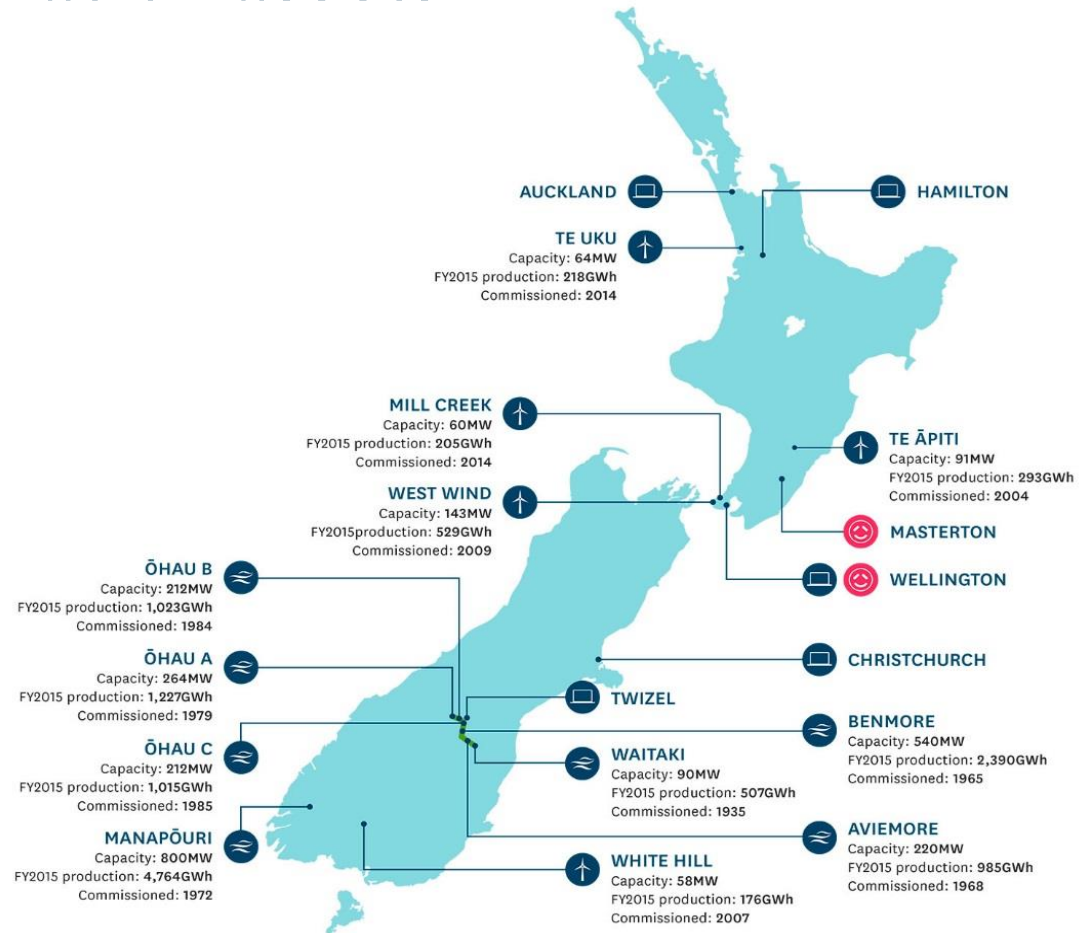 AUCKLAND
HAMILTON
TE UKU
Capacity: 64MW
FY2015 production: 218GWh
Commissioned: 2014
MILL CREEK
Capacity: 60MW
FY2015 production: 205GWh
Commissioned: 2014
WEST WIND
Capacity: 143MW
FY2015production: 529GWh
Commissioned: 2009
TE ĀPITI
Capacity: 91MW
FY2015 production: 293GWh
Commissioned: 2004
MASTERTON
WELLINGTON
ŌHAU B
Capacity: 212MW
FY2015 production: 1,023GWh
Commissioned: 1984
ŌHAU A
Capacity: 264MW
FY2015 production: 1,227GWh
Commissioned: 1979
ŌHAU C
Capacity: 212MW
FY2015 production: 1,015GWh
Commissioned: 1985
MANAPŌURI
Capacity: 800MW
FY2015 production: 4,764GWh
Commissioned: 1972
CHRISTCHURCH
TWIZEL
BENMORE
Capacity: 540MW
FY2015 production: 2,390GWh
Commissioned: 1965
WAITAKI
Capacity: 90MW
FY2015 production: 507GWh
Commissioned: 1935
AVIEMORE
Capacity: 220MW
FY2015 production: 985GWh
Commissioned: 1968
WHITE HILL
Capacity: 58MW
FY2015 production: 176GWh
Commissioned: 2007